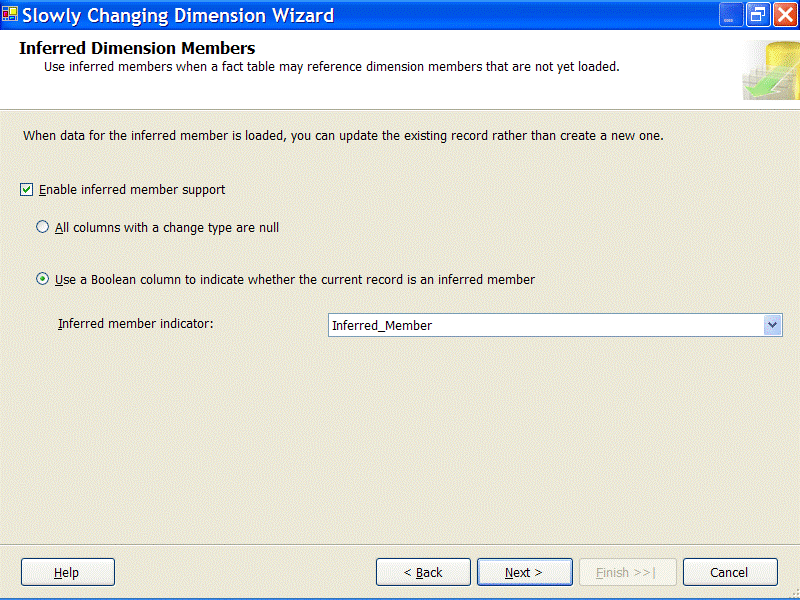 Slowly Changing Dimension Wizard
Inferred Dimension Members
Use inferred members when a fact table may reference dimension members that are not yet loaded.
When data for the inferred member is loaded, you can update the existing record rather than create a new one.
Enable inferred member support
All columns with a change type are null
Use a Boolean column to indicate whether the current record is an inferred member
Inferred member indicator:
Inferred_Member
Help
< Back
Next >
Finish >>|
Cancel